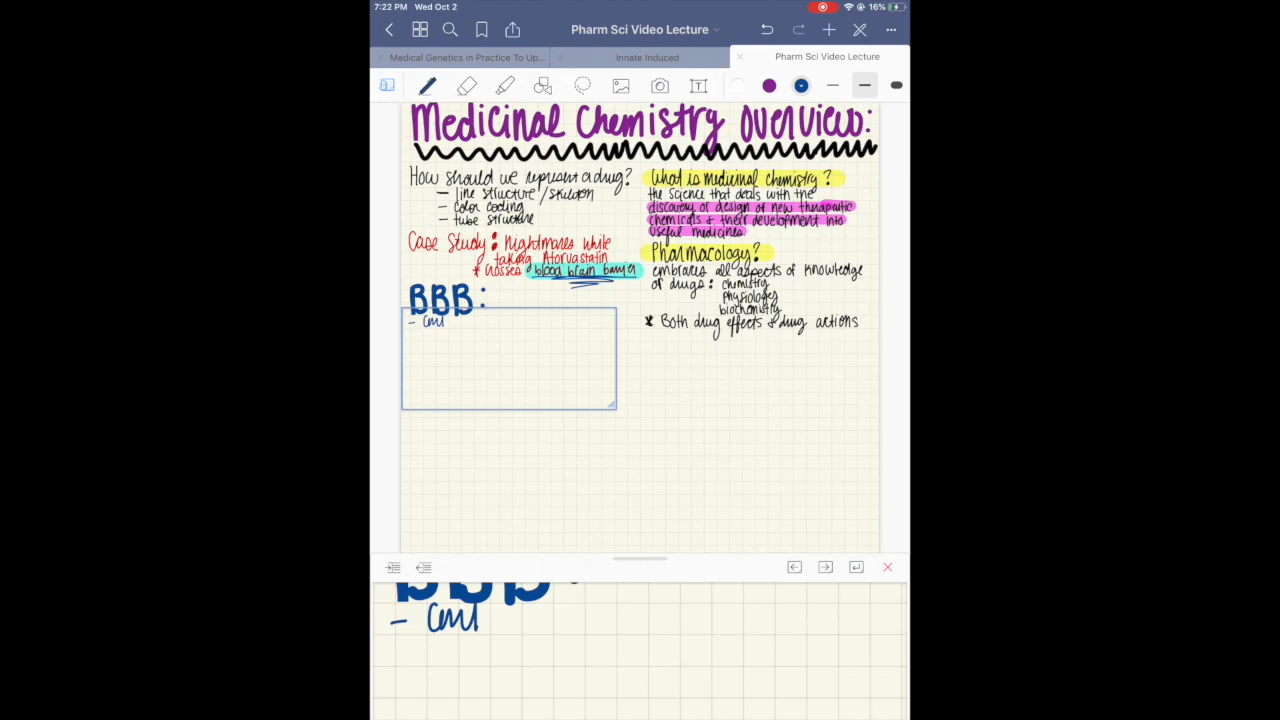 7:22 PM Wed Oct 2
16%
Pharm Sci Video Lecture
Medical Genetics in Practice To Up...
Innate Induced
Pharm Sci Video Lecture
Medicinal Chemistry Overview:
How should we represent a drug?
- line structure/skeleton
- color coding
- tube structure
Case Study: Nightmares while
taking Atorvastatin
* crosses blood brain barrier
BBB:
What is medicinal chemistry?
the science that deals with the
discovery or design of new therapeutic
chemicals + their development into
useful medicines
Pharmacology?
embraces all aspects of knowledge
of drugs: chemistry
physiology
biochemistry
* Both drug effects + drug actions
BBB: